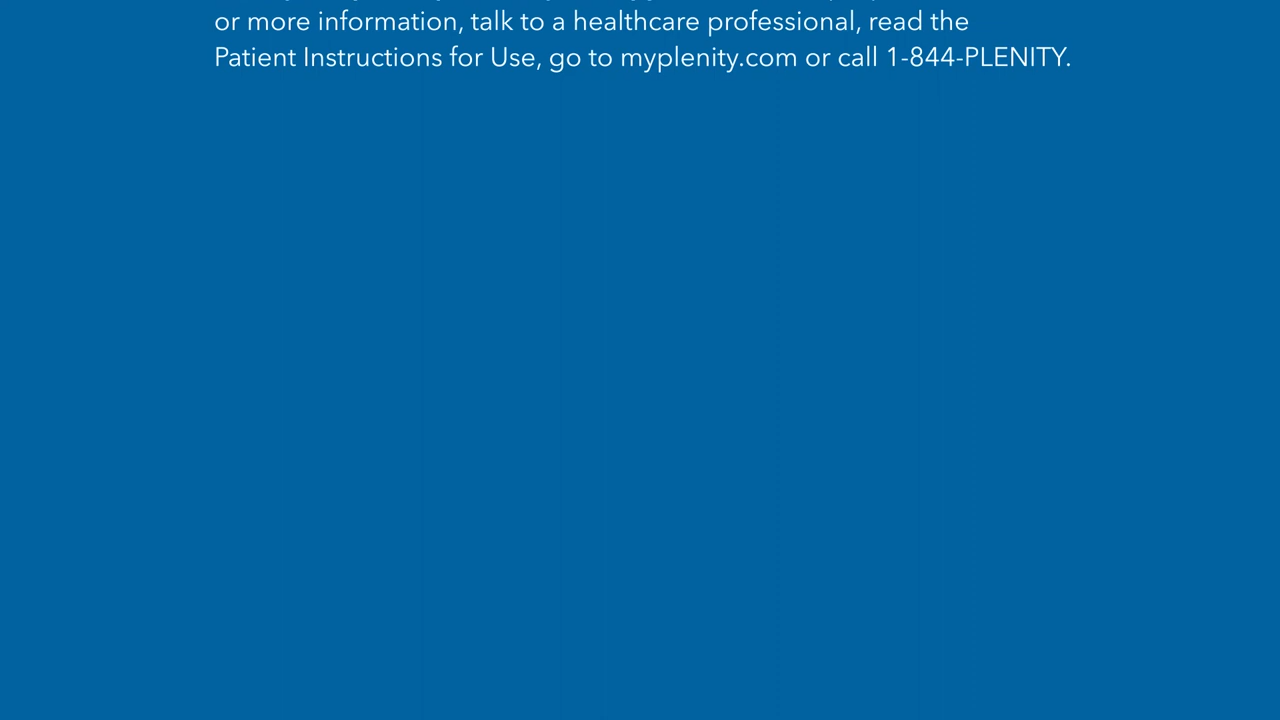 or more information, talk to a healthcare professional, read the
Patient Instructions for Use, go to myplenity.com or call 1-844-PLENITY.